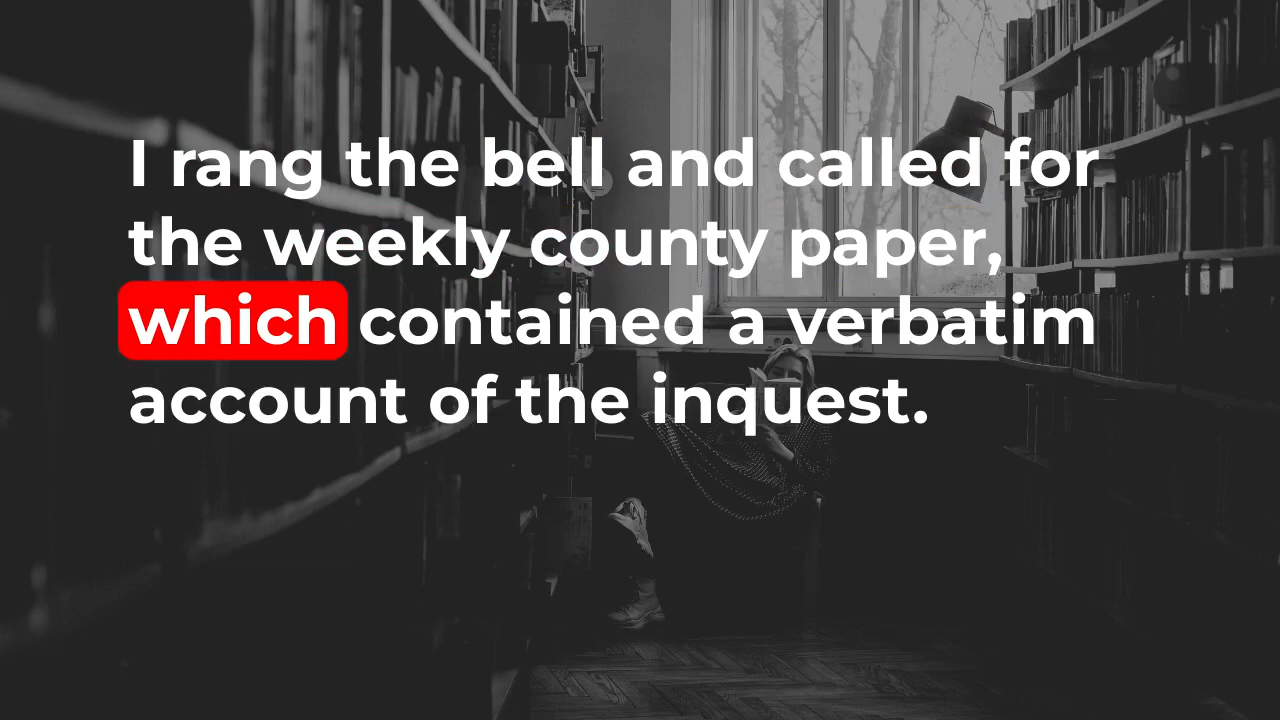 I rang the bell and called for
the weekly county paper,
which contained a verbatim
account of the inquest.